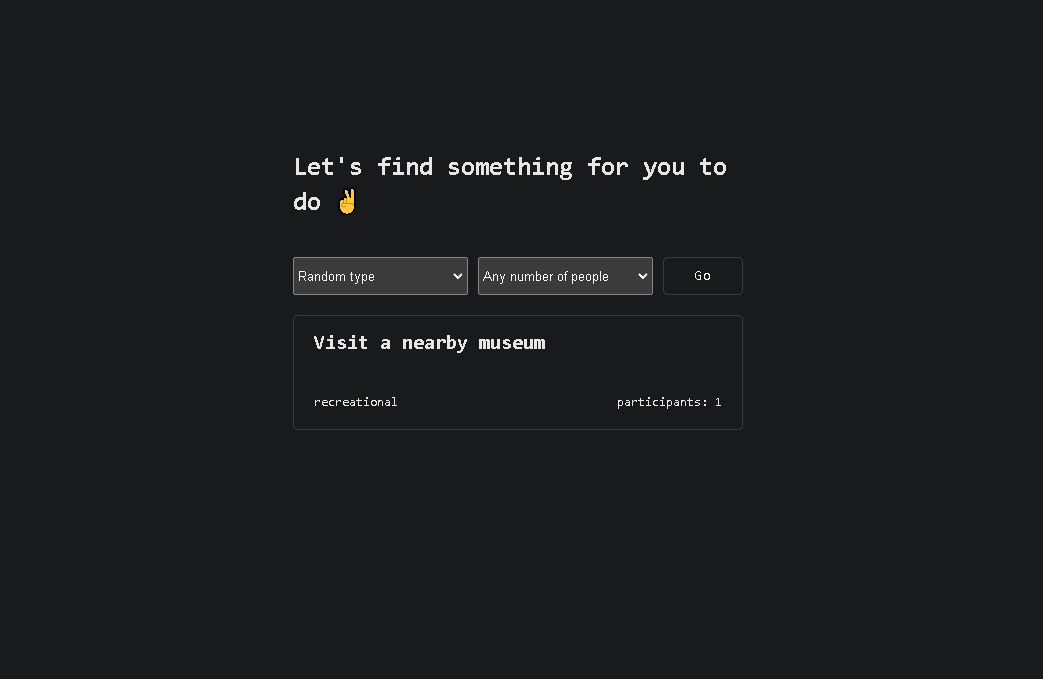 Let's find something for you to
do ✌
Random type
Any number of people
Go
Visit a nearby museum
recreational
participants: 1